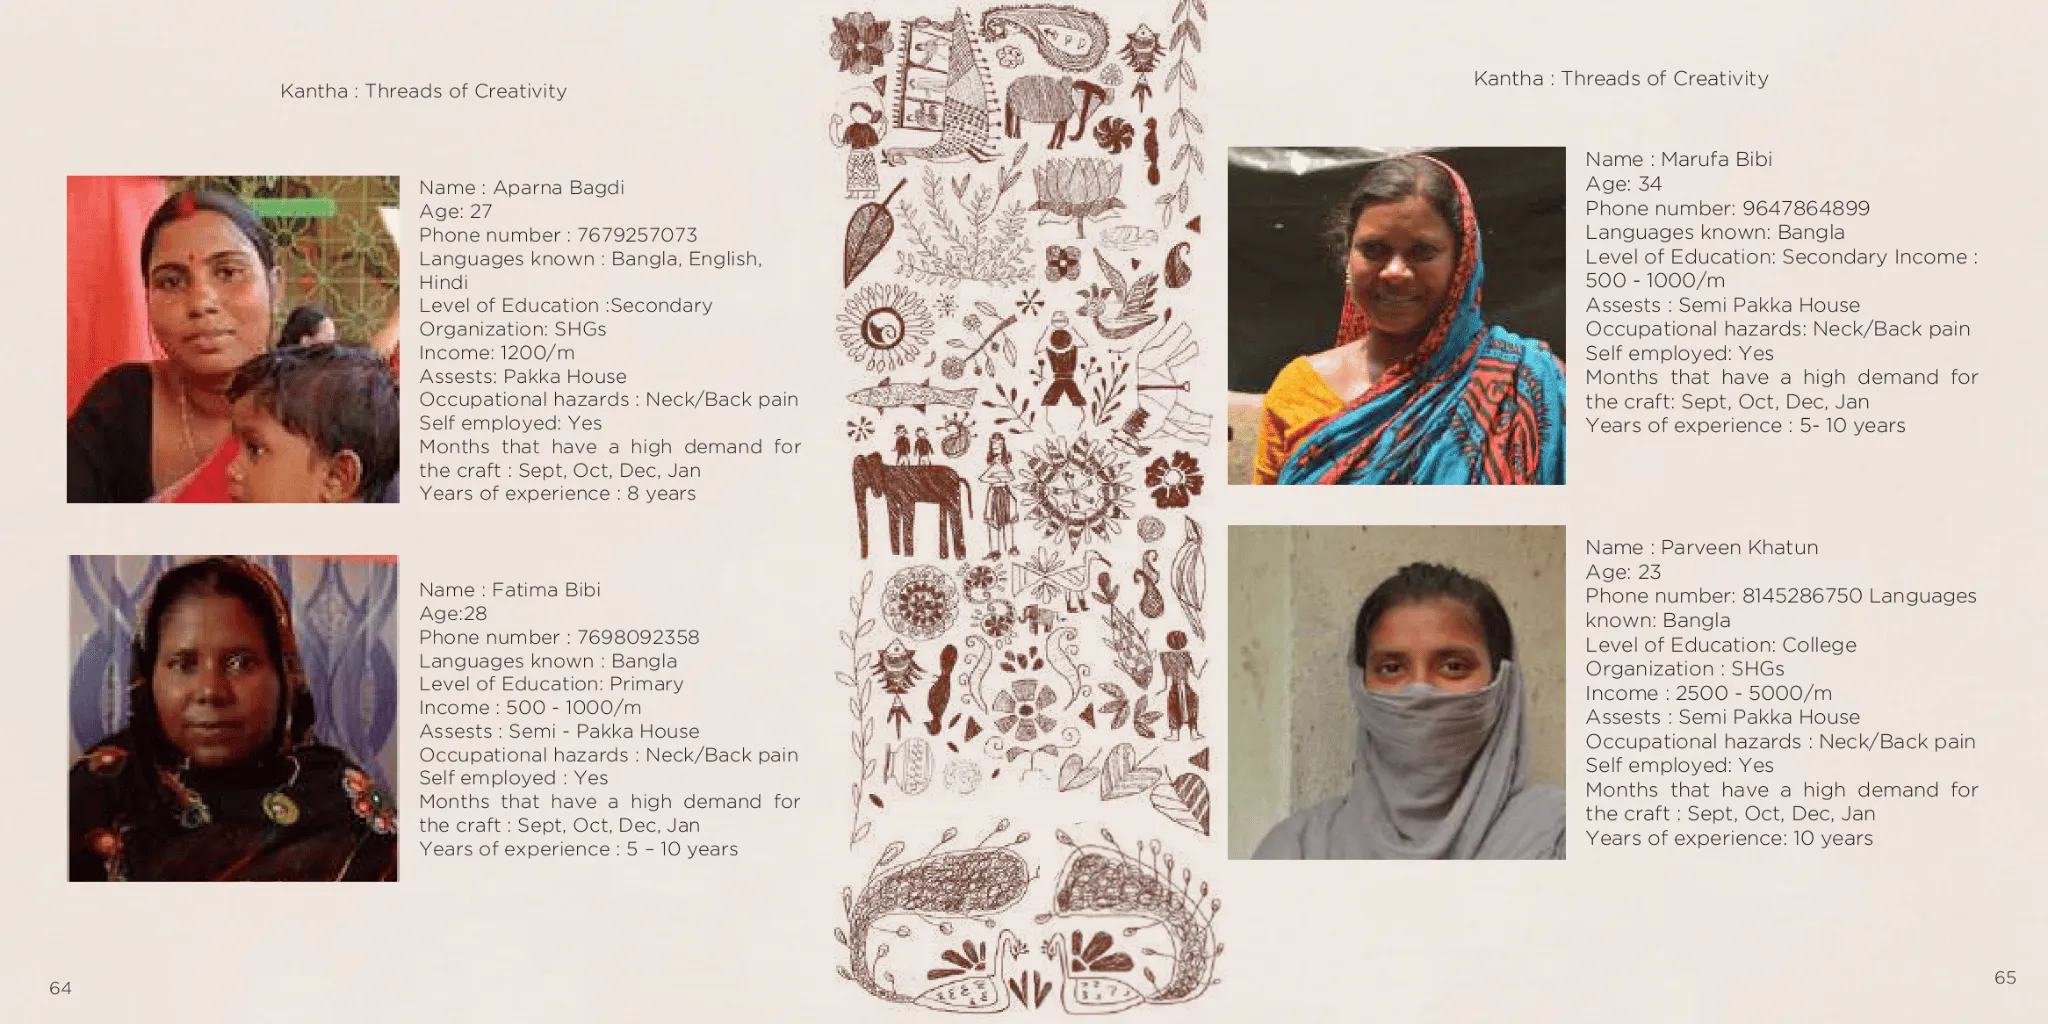 Kantha : Threads of Creativity
Name : Aparna Bagdi
Age: 27
Phone number : 7679257073
Languages known : Bangla, English,
Hindi
Level of Education :Secondary
Organization: SHGs
Income: 1200/m
Assests: Pakka House
Occupational hazards : Neck/Back pain
Self employed: Yes
Months that have a high demand for
the craft : Sept, Oct, Dec, Jan
Years of experience : 8 years
Name : Fatima Bibi
Age:28
Phone number : 7698092358
Languages known : Bangla
Level of Education: Primary
Income : 500 - 1000/m
Assests : Semi - Pakka House
Occupational hazards : Neck/Back pain
Self employed : Yes
Months that have a high demand for
the craft : Sept, Oct, Dec, Jan
Years of experience : 5 – 10 years
64
Kantha : Threads of Creativity
Name : Marufa Bibi
Age: 34
Phone number: 9647864899
Languages known: Bangla
Level of Education: Secondary Income :
500 - 1000/m
Assests : Semi Pakka House
Occupational hazards: Neck/Back pain
Self employed: Yes
Months that have a high demand for
the craft: Sept, Oct, Dec, Jan
Years of experience : 5- 10 years
Name : Parveen Khatun
Age: 23
Phone number: 8145286750 Languages
known: Bangla
Level of Education: College
Organization : SHGs
Income : 2500 - 5000/m
Assests : Semi Pakka House
Occupational hazards : Neck/Back pain
Self employed: Yes
Months that have a high demand for
the craft : Sept, Oct, Dec, Jan
Years of experience: 10 years
65